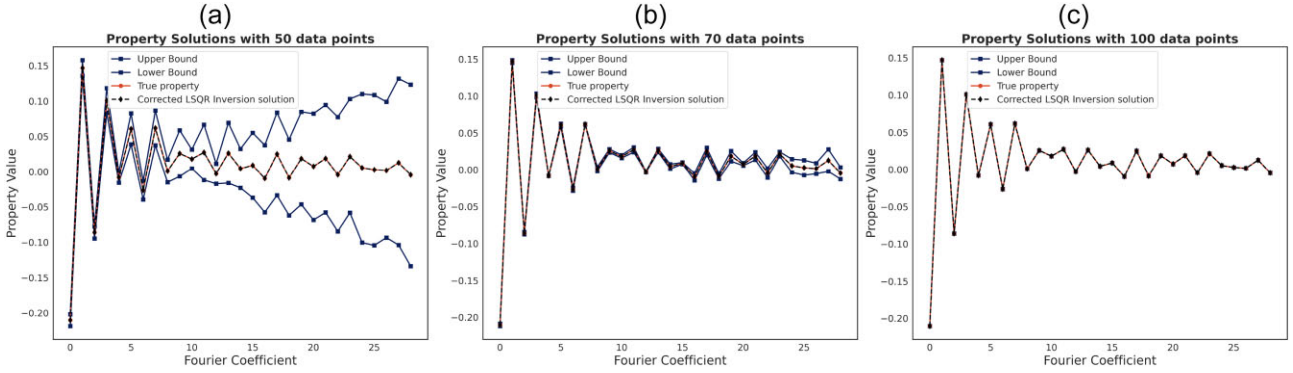 (a)
Property Solutions with 50 data points
Upper Bound
Lower Bound
True property
Corrected LSQR Inversion solution
0.15
0.10
0.05
0.00
−0.05
−0.10
−0.15
−0.20
Property Value
0 5 10 15 20 25
Fourier Coefficient
(b)
Property Solutions with 70 data points
Upper Bound
Lower Bound
True property
Corrected LSQR Inversion solution
0.15
0.10
0.05
0.00
−0.05
−0.10
−0.15
−0.20
Property Value
0 5 10 15 20 25
Fourier Coefficient
(c)
Property Solutions with 100 data points
Upper Bound
Lower Bound
True property
Corrected LSQR Inversion solution
0.15
0.10
0.05
0.00
−0.05
−0.10
−0.15
−0.20
Property Value
0 5 10 15 20 25
Fourier Coefficient